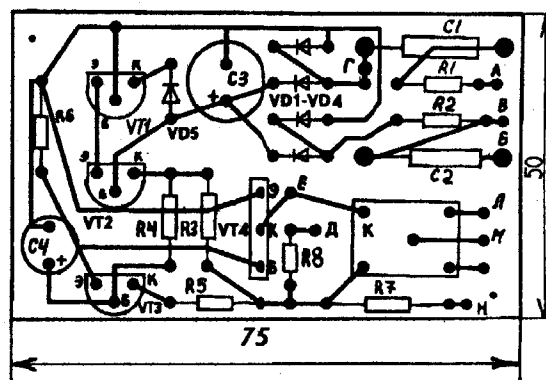 C1
Г
R1
А
Э
К
C3
R6
+
VD1-VD4
R2
В
Б
VT1
VD5
Б
Э
К
C2
50
Б
VT2
R4
R3
VT4
Э
Е
К
Д
К
Л
М
C4
+
R8
Б
Э
К
Б
VT3
R5
R7
Н
75